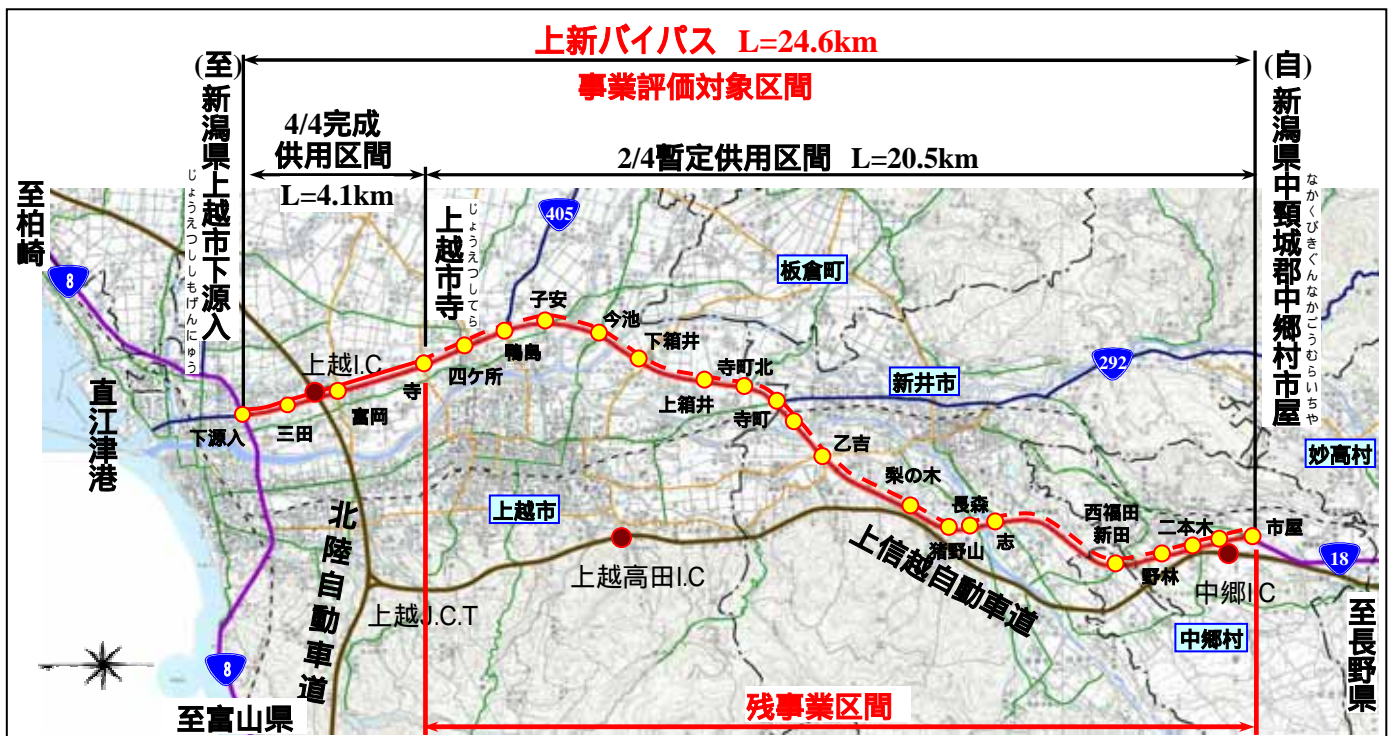 上新バイパス L=24.6km
事業評価対象区間
(至)新潟県上越市下源入
じょうえつししもげんにゅう
(自)新潟県中頸城郡中郷村市屋
なかくびきぐんなかごうむらいちや
4/4完成
供用区間
L=4.1km
2/4暫定供用区間 L=20.5km
至柏崎
8
上越市寺
じょうえつしてら
405
板倉町
子安
今池
下箱井
鴨島
四ケ所
寺町北
新井市
292
上越I.C
寺
上箱井
寺町
富岡
三田
下源入
乙吉
妙高村
直江津港
梨の木
長森
西福田
新田
二本木
市屋
上越市
志
猪野山
野林
18
北陸自動車道
上越高田I.C
上信越自動車道
中郷I.C
上越J.C.T
中郷村
至長野県
8
残事業区間
至富山県